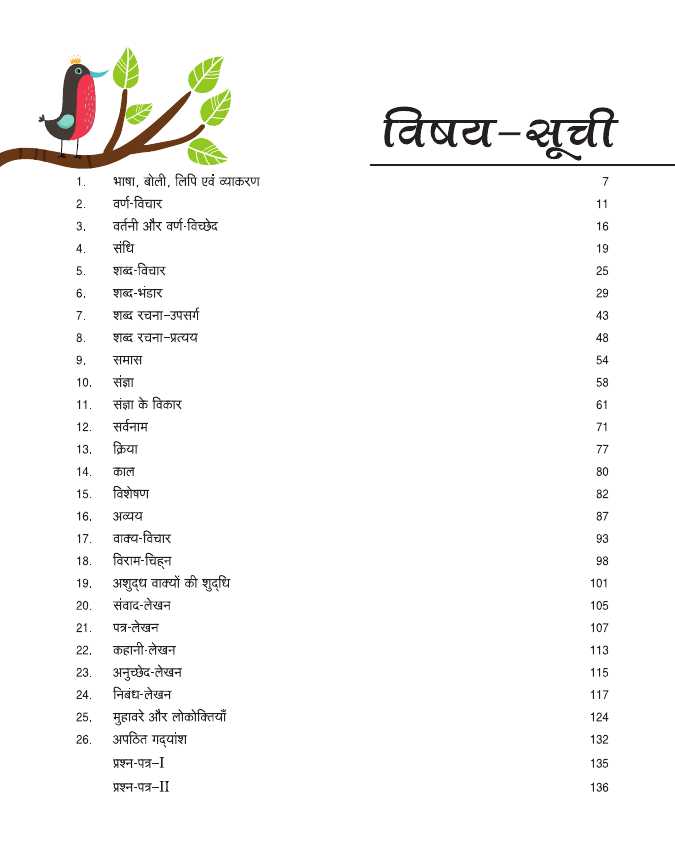 विषय–सूची
1. भाषा, बोली, लिपि एवं व्याकरण 7
2. वर्ण-विचार 11
3. वर्तनी और वर्ण-विच्छेद 16
4. संधि 19
5. शब्द-विचार 25
6. शब्द-भंडार 29
7. शब्द रचना–उपसर्ग 43
8. शब्द रचना–प्रत्यय 48
9. समास 54
10. संज्ञा 58
11. संज्ञा के विकार 61
12. सर्वनाम 71
13. क्रिया 77
14. काल 80
15. विशेषण 82
16. अव्यय 87
17. वाक्य-विचार 93
18. विराम-चिह्न 98
19. अशुद्ध वाक्यों की शुद्धि 101
20. संवाद-लेखन 105
21. पत्र-लेखन 107
22. कहानी-लेखन 113
23. अनुच्छेद-लेखन 115
24. निबंध-लेखन 117
25. मुहावरे और लोकोक्तियाँ 124
26. अपठित गद्यांश 132
प्रश्न-पत्र–I 135
प्रश्न-पत्र–II 136